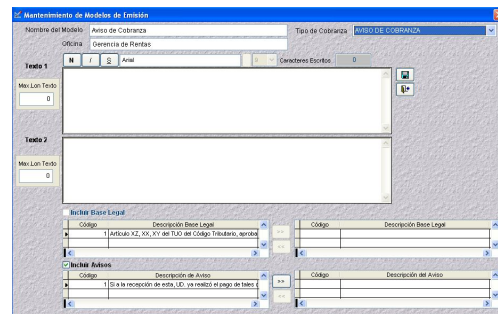 Mantenimiento de Modelos de Emisión
Nombre del Modelo Aviso de Cobranza Tipo de Cobranza AVISO DE COBRANZA
Oficina Gerencia de Rentas
N I S Arial Caracteres Escritos 0
Texto 1
Max.Lon Texto
0
Texto 2
Max.Lon Texto
0
Incluir Base Legal
Código Descripción Base Legal Código Descripción Base Legal
1 Artículo XZ, XX, XY del TUO del Código Tributario, aproba
>>
<<
Incluir Avisos
Código Descripción de Aviso Código Descripción del Aviso
1 Si a la recepción de esta, UD. ya realizó el pago de tales
>>
<<